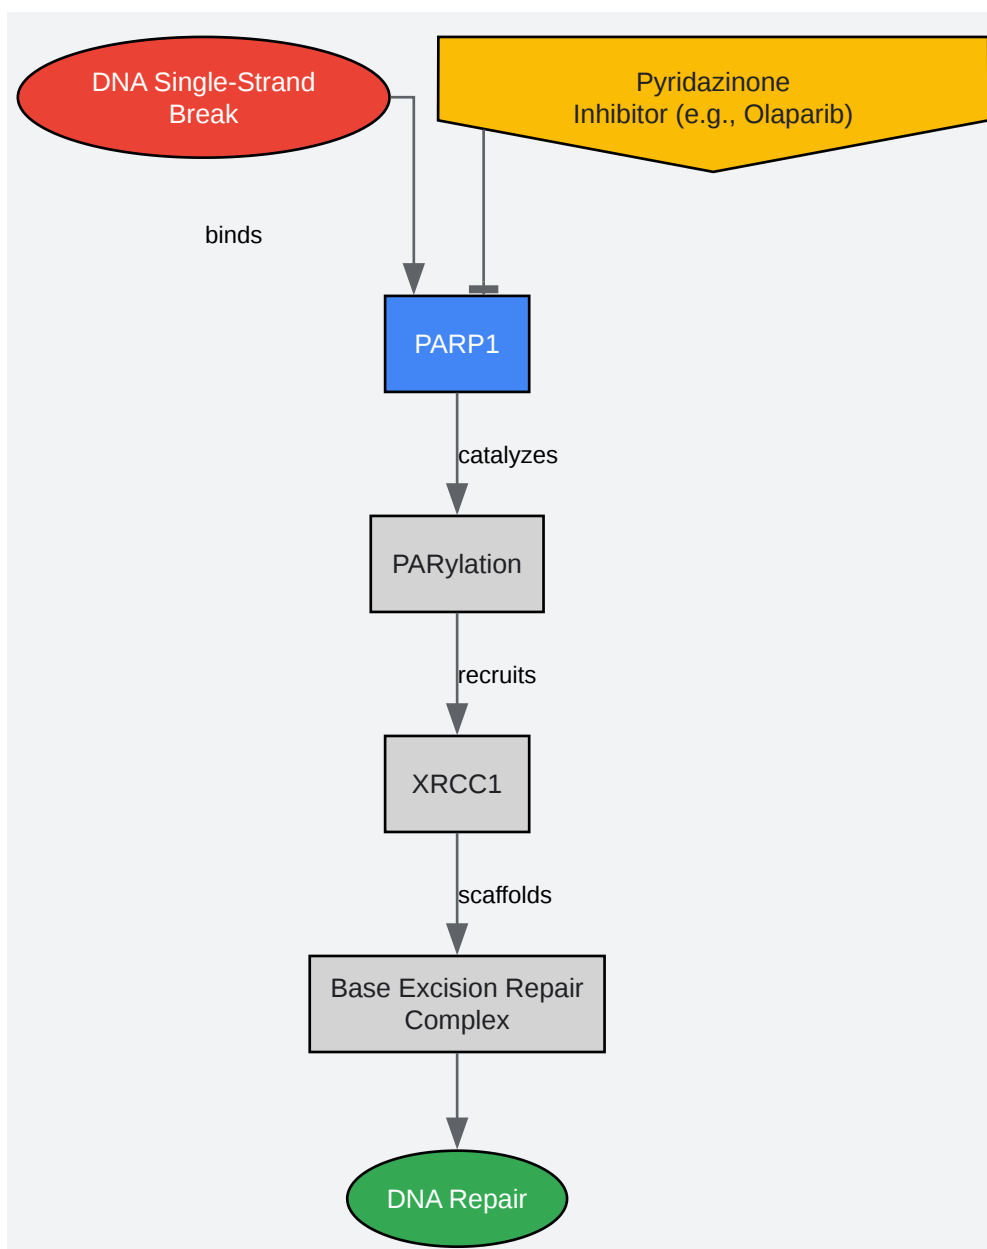 DNA Single-Strand
Break
Pyridazinone
Inhibitor (e.g., Olaparib)
binds
PARP1
catalyzes
PARylation
recruits
XRCC1
scaffolds
Base Excision Repair
Complex
DNA Repair